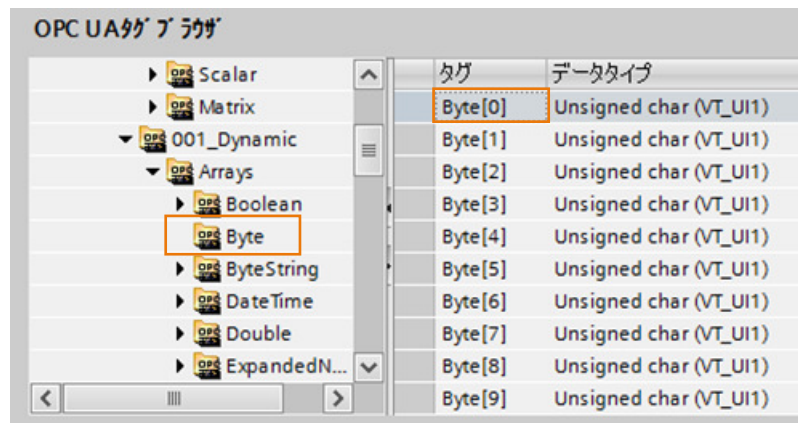 OPC UAタグ ブラウザ
Scalar
Matrix
001_Dynamic
Arrays
Boolean
Byte
ByteString
DateTime
Double
ExpandedN...
タグ データタイプ
Byte[0] Unsigned char (VT_UI1)
Byte[1] Unsigned char (VT_UI1)
Byte[2] Unsigned char (VT_UI1)
Byte[3] Unsigned char (VT_UI1)
Byte[4] Unsigned char (VT_UI1)
Byte[5] Unsigned char (VT_UI1)
Byte[6] Unsigned char (VT_UI1)
Byte[7] Unsigned char (VT_UI1)
Byte[8] Unsigned char (VT_UI1)
Byte[9] Unsigned char (VT_UI1)